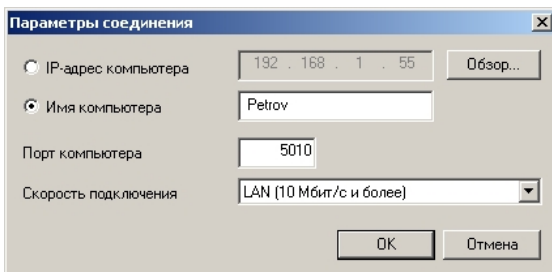 Параметры соединения
IP-адрес компьютера 192 . 168 . 1 . 55 Обзор...
Имя компьютера Petrov
Порт компьютера 5010
Скорость подключения LAN (10 Мбит/с и более)
OK Отмена